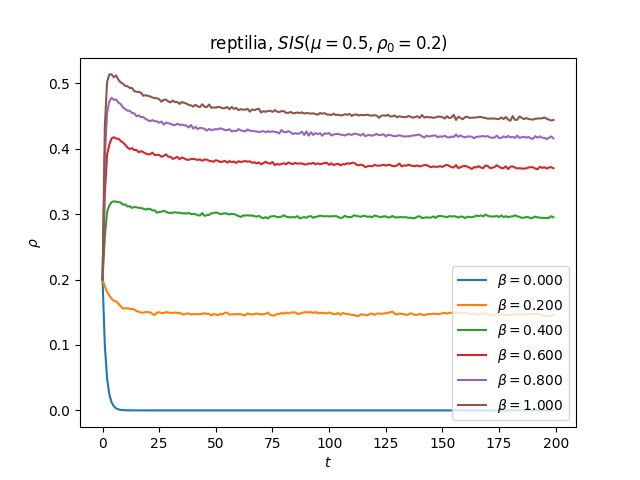 reptilia, SIS(μ = 0.5, ρ₀ = 0.2)
0.5
0.4
0.3
0.2
0.1
0.0
ρ
β = 0.000
β = 0.200
β = 0.400
β = 0.600
β = 0.800
β = 1.000
0 25 50 75 100 125 150 175 200
t